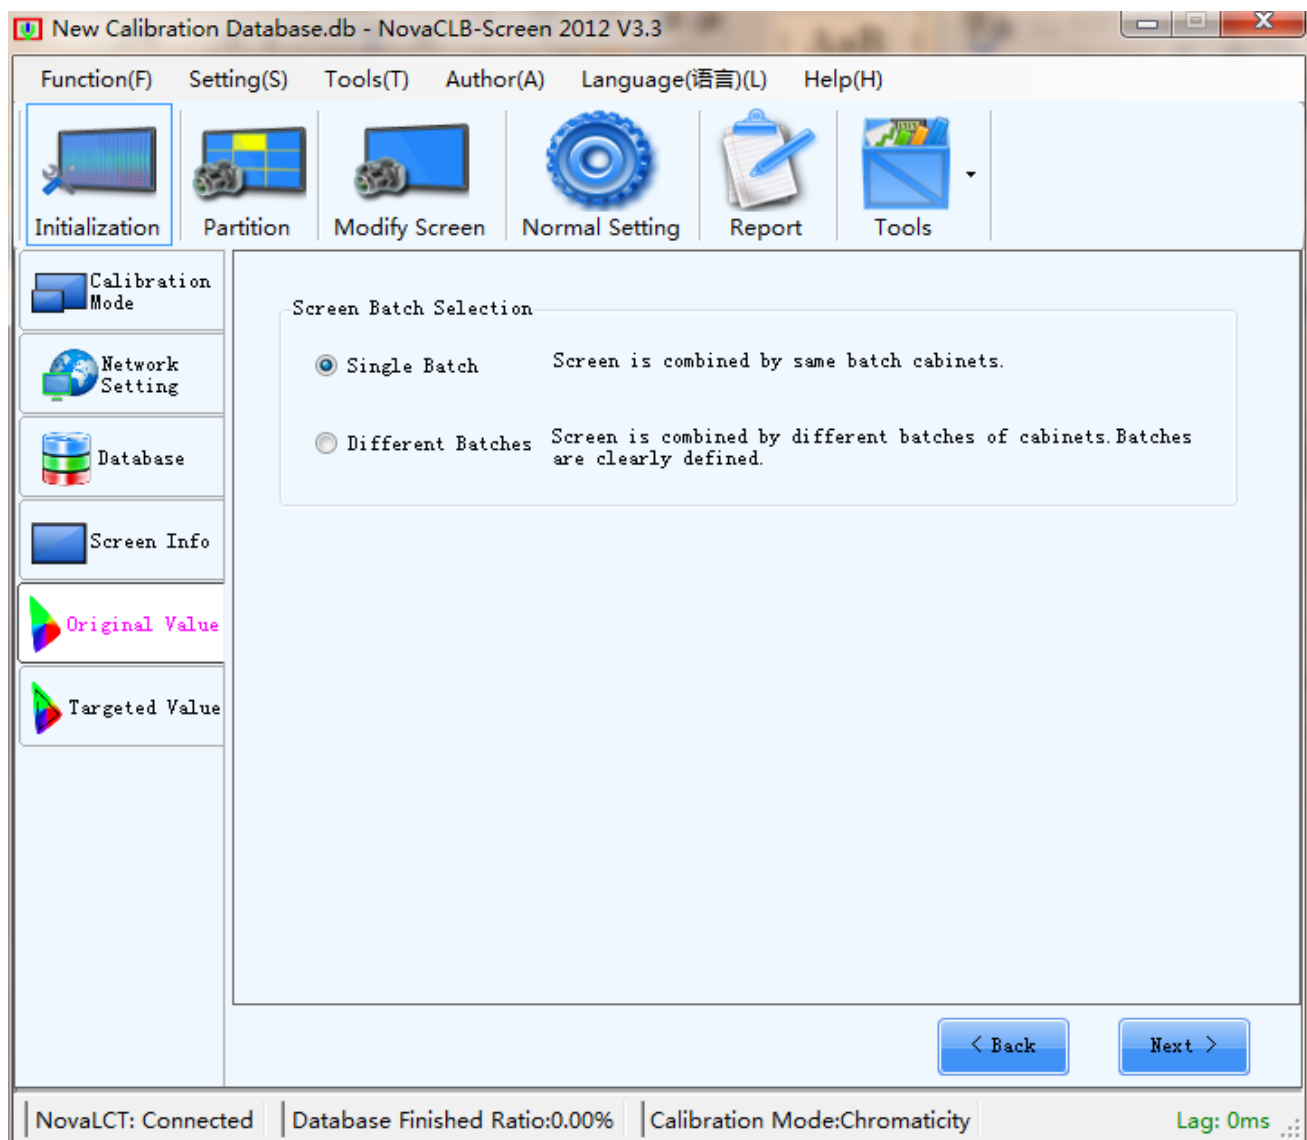 New Calibration Database.db - NovaCLB-Screen 2012 V3.3
Function(F) Setting(S) Tools(T) Author(A) Language(语言)(L) Help(H)
Initialization Partition Modify Screen Normal Setting Report Tools
Calibration
Mode
Network
Setting
Database
Screen Info
Original Value
Targeted Value
Screen Batch Selection
Single Batch Screen is combined by same batch cabinets.
Different Batches Screen is combined by different batches of cabinets.Batches
are clearly defined.
< Back Next >
NovaLCT: Connected Database Finished Ratio:0.00% Calibration Mode:Chromaticity Lag: 0ms